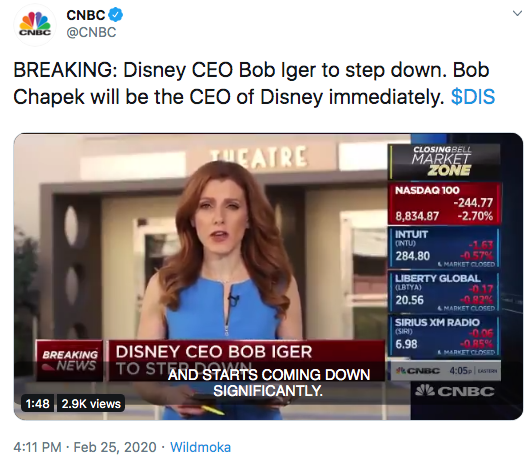 CNBC
@CNBC
CNBC
BREAKING: Disney CEO Bob Iger to step down. Bob
Chapek will be the CEO of Disney immediately. $DIS
THEATRE
CLOSING BELL
MARKET
ZONE
NASDAQ 100
-244.77
8,834.87 -2.70%
INTUIT
(INTU) -1.63
284.80 -0.57%
MARKET CLOSED
LIBERTY GLOBAL
(LBTYA) -0.17
20.56 -0.82%
MARKET CLOSED
SIRIUS XM RADIO
(SIRI) -0.06
6.98 -0.85%
MARKET CLOSED
CNBC 4:05P EASTERN
CNBC
BREAKING NEWS
DISNEY CEO BOB IGER
TO STEP DOWN
AND STARTS COMING DOWN
SIGNIFICANTLY.
1:48 2.9K views
4:11 PM · Feb 25, 2020 · Wildmoka